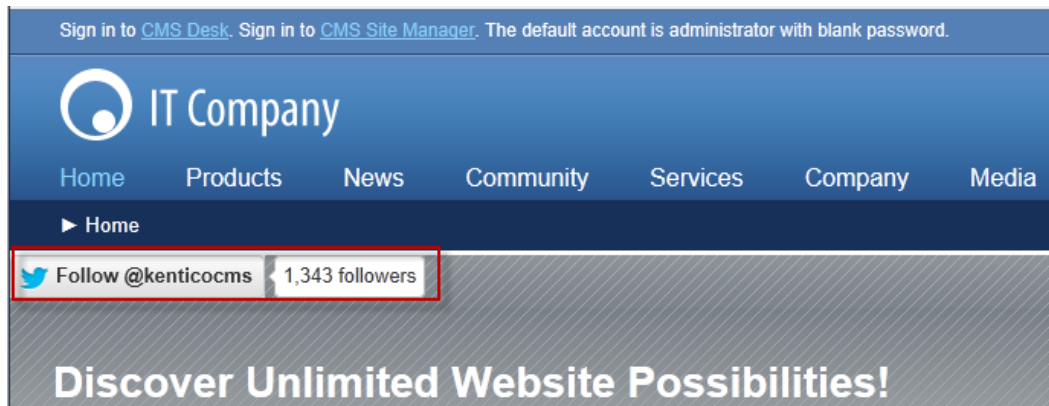 Sign in to CMS Desk. Sign in to CMS Site Manager. The default account is administrator with blank password.
IT Company
Home Products News Community Services Company Media
► Home
Follow @kenticocms 1,343 followers
Discover Unlimited Website Possibilities!